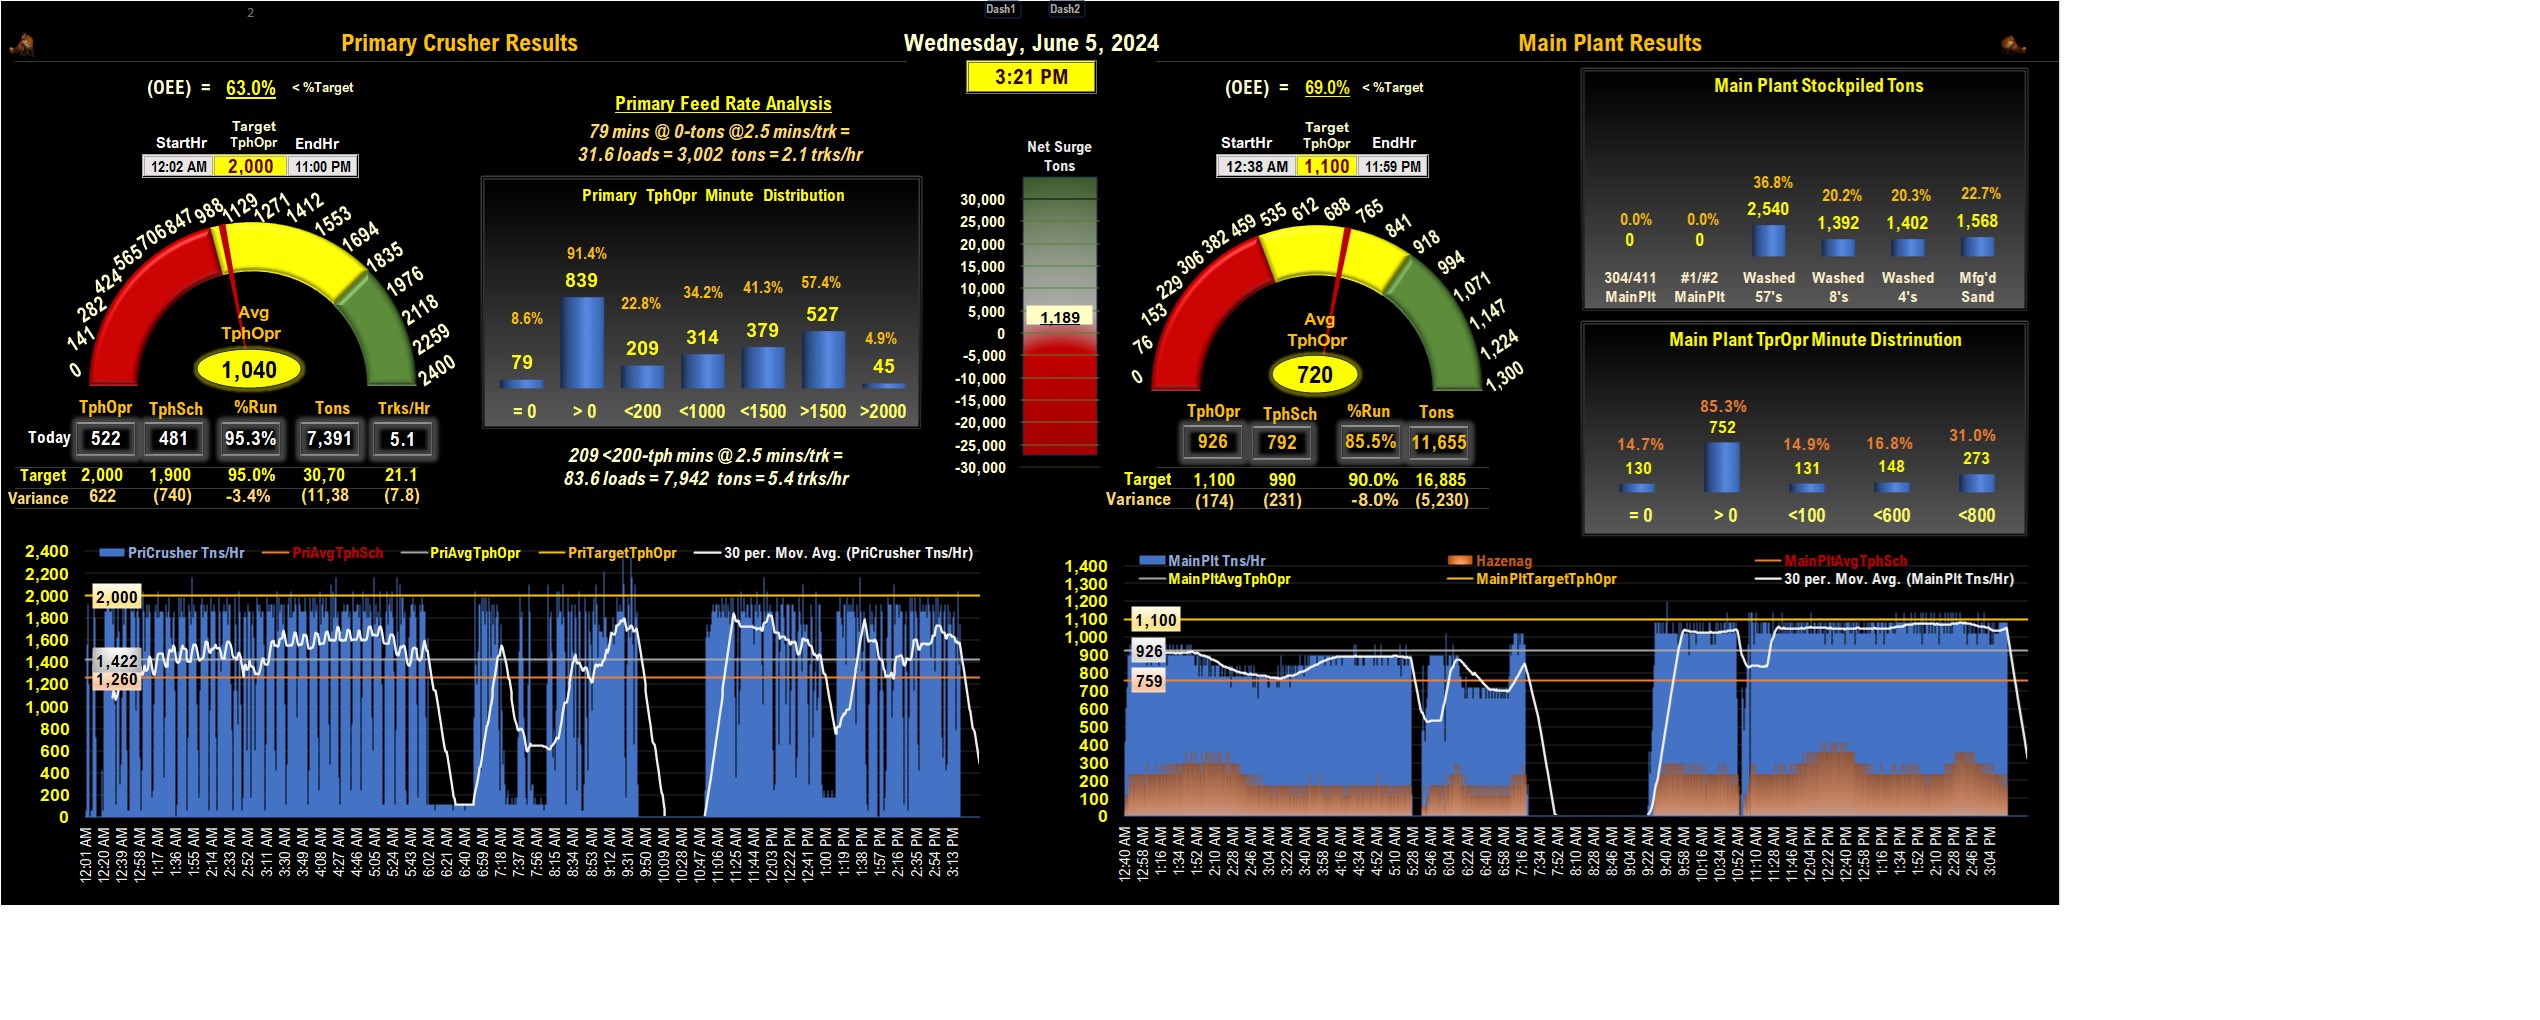 2
Dash1 Dash2
Primary Crusher Results
Wednesday, June 5, 2024
Main Plant Results
3:21 PM
(OEE) = 63.0% < %Target
StartHr Target TphOpr EndHr
12:02 AM 2,000 11:00 PM
0 141 282 424 565 706 847 988 1129 1271 1412 1553 1694 1835 1976 2118 2259 2400
Avg
TphOpr
1,040
TphOpr TphSch %Run Tons Trks/Hr
Today 522 481 95.3% 7,391 5.1
Target 2,000 1,900 95.0% 30,70 21.1
Variance 622 (740) -3.4% (11,38 (7.8)
Primary Feed Rate Analysis
79 mins @ 0-tons @2.5 mins/trk =
31.6 loads = 3,002 tons = 2.1 trks/hr
Primary TphOpr Minute Distribution
8.6% 91.4% 22.8% 34.2% 41.3% 57.4% 4.9%
79 839 209 314 379 527 45
= 0 > 0 <200 <1000 <1500 >1500 >2000
209 <200-tph mins @ 2.5 mins/trk =
83.6 loads = 7,942 tons = 5.4 trks/hr
Net Surge
Tons
30,000
25,000
20,000
15,000
10,000
5,000
0
-5,000
-10,000
-15,000
-20,000
-25,000
-30,000
1,189
(OEE) = 69.0% < %Target
StartHr Target TphOpr EndHr
12:38 AM 1,100 11:59 PM
0 76 153 229 306 382 459 535 612 688 765 841 918 994 1,071 1,147 1,224 1,300
Avg
TphOpr
720
TphOpr TphSch %Run Tons
926 792 85.5% 11,655
Target 1,100 990 90.0% 16,885
Variance (174) (231) -8.0% (5,230)
Main Plant Stockpiled Tons
0.0% 0.0% 36.8% 20.2% 20.3% 22.7%
0 0 2,540 1,392 1,402 1,568
304/411 #1/#2 Washed Washed Washed Mfg'd
MainPlt MainPlt 57's 8's 4's Sand
Main Plant TprOpr Minute Distrinution
14.7% 85.3% 14.9% 16.8% 31.0%
130 752 131 148 273
= 0 > 0 <100 <600 <800
PriCrusher Tns/Hr PriAvgTphSch PriAvgTphOpr PriTargetTphOpr 30 per. Mov. Avg. (PriCrusher Tns/Hr)
2,400
2,200
2,000
1,800
1,600
1,400
1,200
1,000
800
600
400
200
0
2,000
1,422
1,260
12:01 AM 12:20 AM 12:39 AM 12:58 AM 1:17 AM 1:36 AM 1:55 AM 2:14 AM 2:33 AM 2:52 AM 3:11 AM 3:30 AM 3:49 AM 4:08 AM 4:27 AM 4:46 AM 5:05 AM 5:24 AM 5:43 AM 6:02 AM 6:21 AM 6:40 AM 6:59 AM 7:18 AM 7:37 AM 7:56 AM 8:15 AM 8:34 AM 8:53 AM 9:12 AM 9:31 AM 9:50 AM 10:09 AM 10:28 AM 10:47 AM 11:06 AM 11:25 AM 11:44 AM 12:03 PM 12:22 PM 12:41 PM 1:00 PM 1:19 PM 1:38 PM 1:57 PM 2:16 PM 2:35 PM 2:54 PM 3:13 PM
MainPlt Tns/Hr Hazenag MainPltAvgTphSch
MainPltAvgTphOpr MainPltTargetTphOpr 30 per. Mov. Avg. (MainPlt Tns/Hr)
1,400
1,300
1,200
1,100
1,000
900
800
700
600
500
400
300
200
100
0
1,100
926
759
12:40 AM 12:58 AM 1:16 AM 1:34 AM 1:52 AM 2:10 AM 2:28 AM 2:46 AM 3:04 AM 3:22 AM 3:40 AM 3:58 AM 4:16 AM 4:34 AM 4:52 AM 5:10 AM 5:28 AM 5:46 AM 6:04 AM 6:22 AM 6:40 AM 6:58 AM 7:16 AM 7:34 AM 7:52 AM 8:10 AM 8:28 AM 8:46 AM 9:04 AM 9:22 AM 9:40 AM 9:58 AM 10:16 AM 10:34 AM 10:52 AM 11:10 AM 11:28 AM 11:46 AM 12:04 PM 12:22 PM 12:40 PM 12:58 PM 1:16 PM 1:34 PM 1:52 PM 2:10 PM 2:28 PM 2:46 PM 3:04 PM